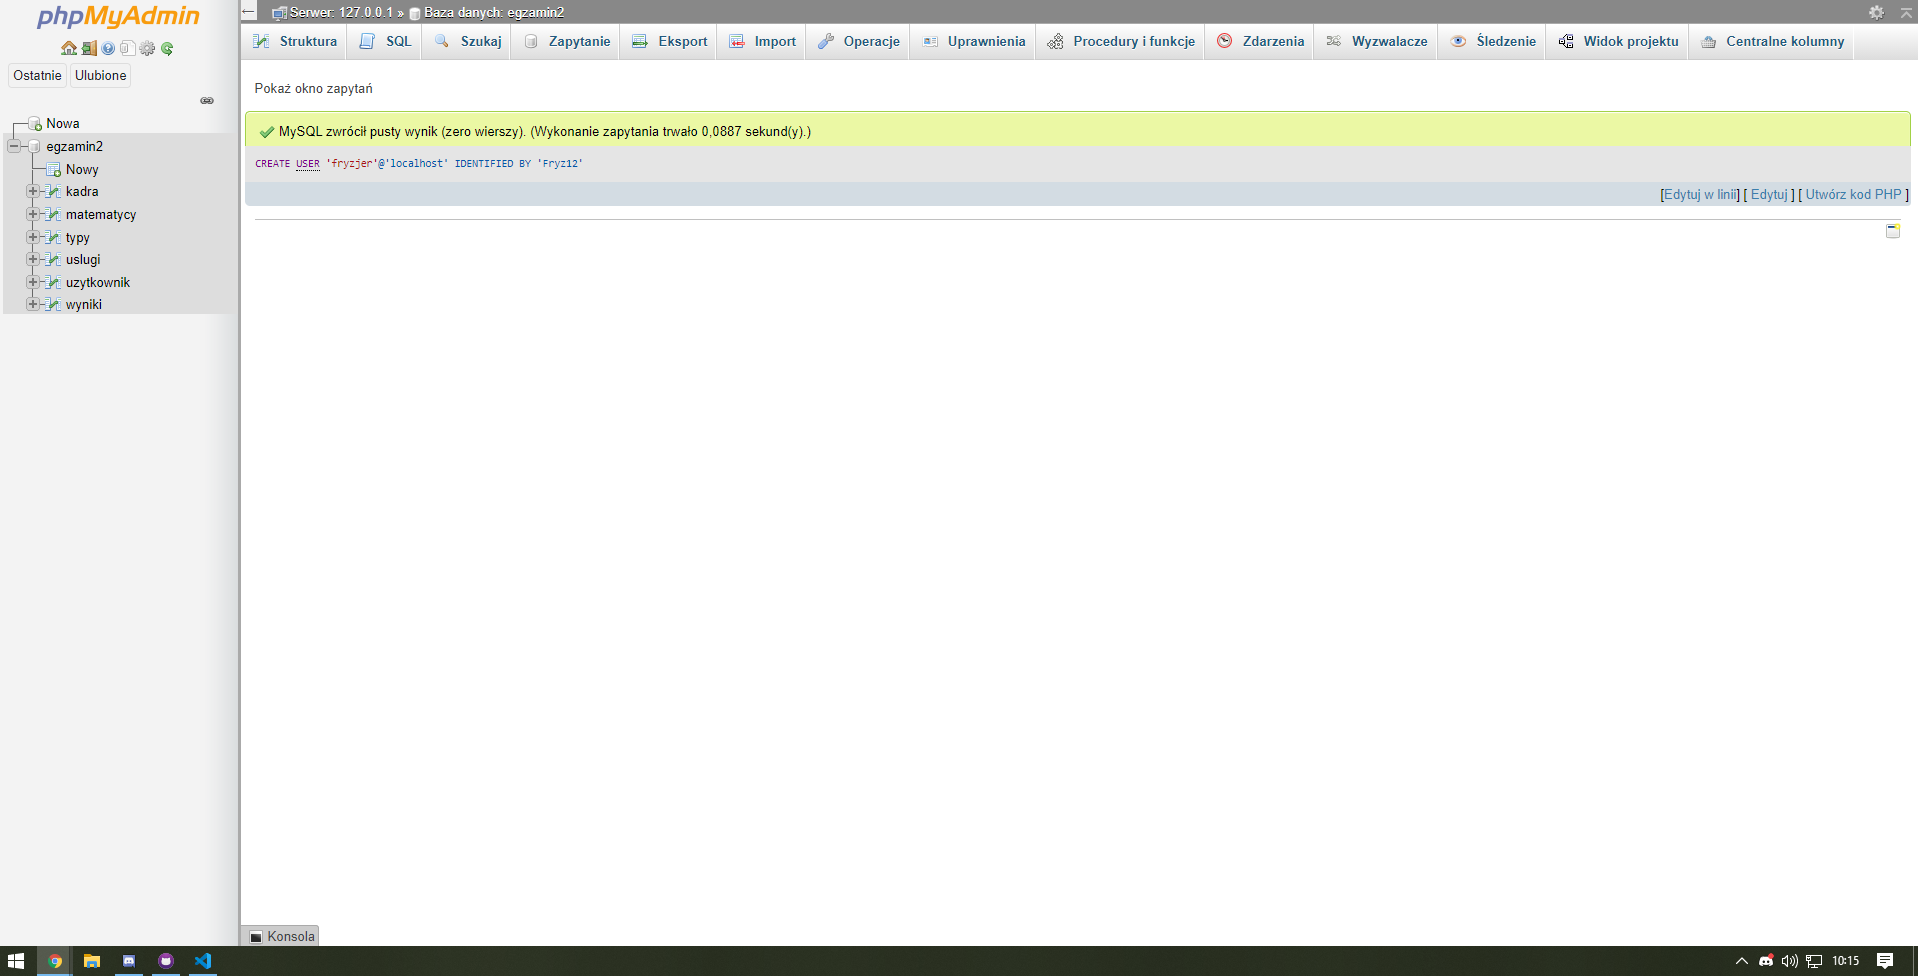 phpMyAdmin
Ostatnie Ulubione
Nowa
egzamin2
Nowy
kadra
matematycy
typy
uslugi
uzytkownik
wyniki
Serwer: 127.0.0.1 » Baza danych: egzamin2
Struktura SQL Szukaj Zapytanie Eksport Import Operacje Uprawnienia Procedury i funkcje Zdarzenia Wyzwalacze Śledzenie Widok projektu Centralne kolumny
Pokaż okno zapytań
MySQL zwrócił pusty wynik (zero wierszy). (Wykonanie zapytania trwało 0,0887 sekund(y).)
CREATE USER 'fryzjer'@'localhost' IDENTIFIED BY 'Fryz12'
[Edytuj w linii] [ Edytuj ] [ Utwórz kod PHP ]
Konsola
10:15